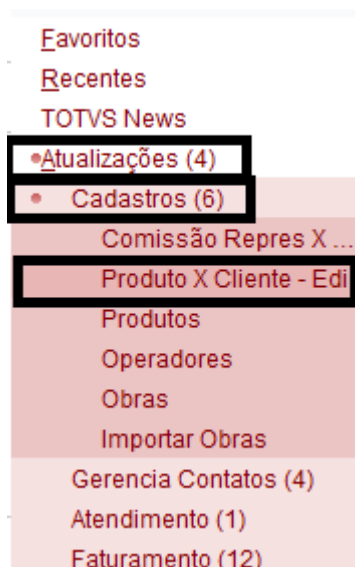 Favoritos
Recentes
TOTVS News
Atualizações (4)
Cadastros (6)
Comissão Repres X ...
Produto X Cliente - Edi
Produtos
Operadores
Obras
Importar Obras
Gerencia Contatos (4)
Atendimento (1)
Faturamento (12)